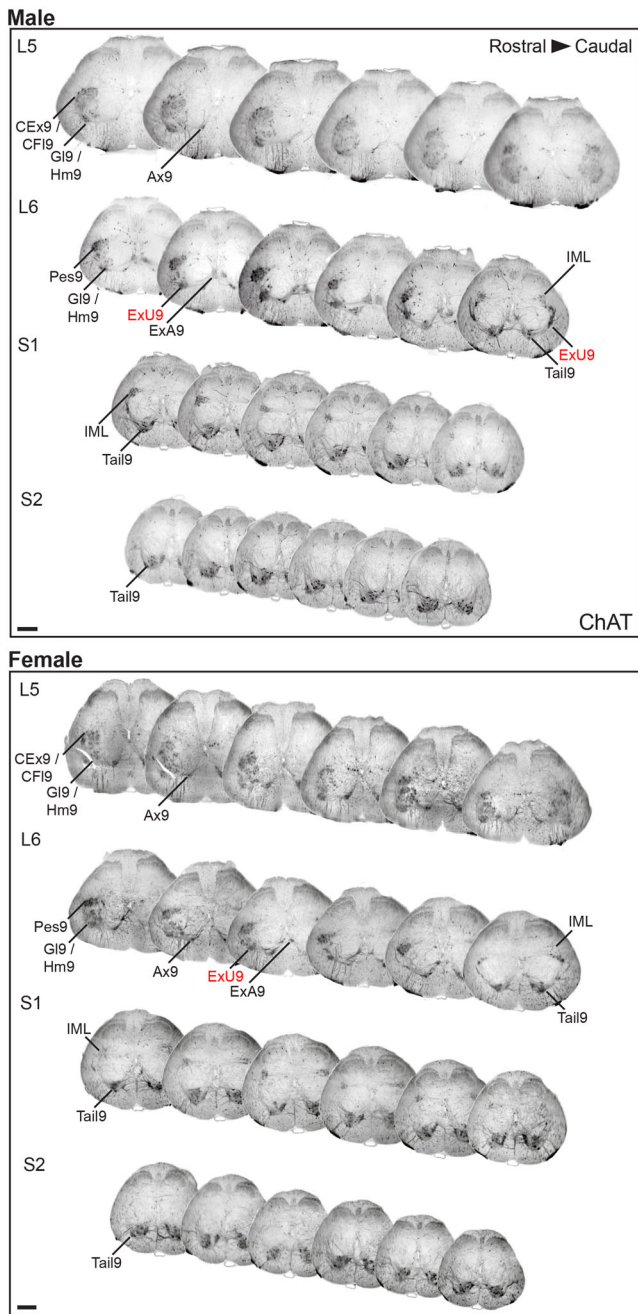 Male
L5
Rostral ▶ Caudal
CEx9 /
CFl9
Gl9 /
Hm9
Ax9
L6
IML
Pes9
Gl9 /
Hm9
ExU9
ExA9
ExU9
Tail9
S1
IML
Tail9
S2
Tail9
ChAT
Female
L5
CEx9 /
CFl9
Gl9 /
Hm9
Ax9
L6
IML
Pes9
Gl9 /
Hm9
Ax9
ExU9
ExA9
Tail9
S1
IML
Tail9
S2
Tail9